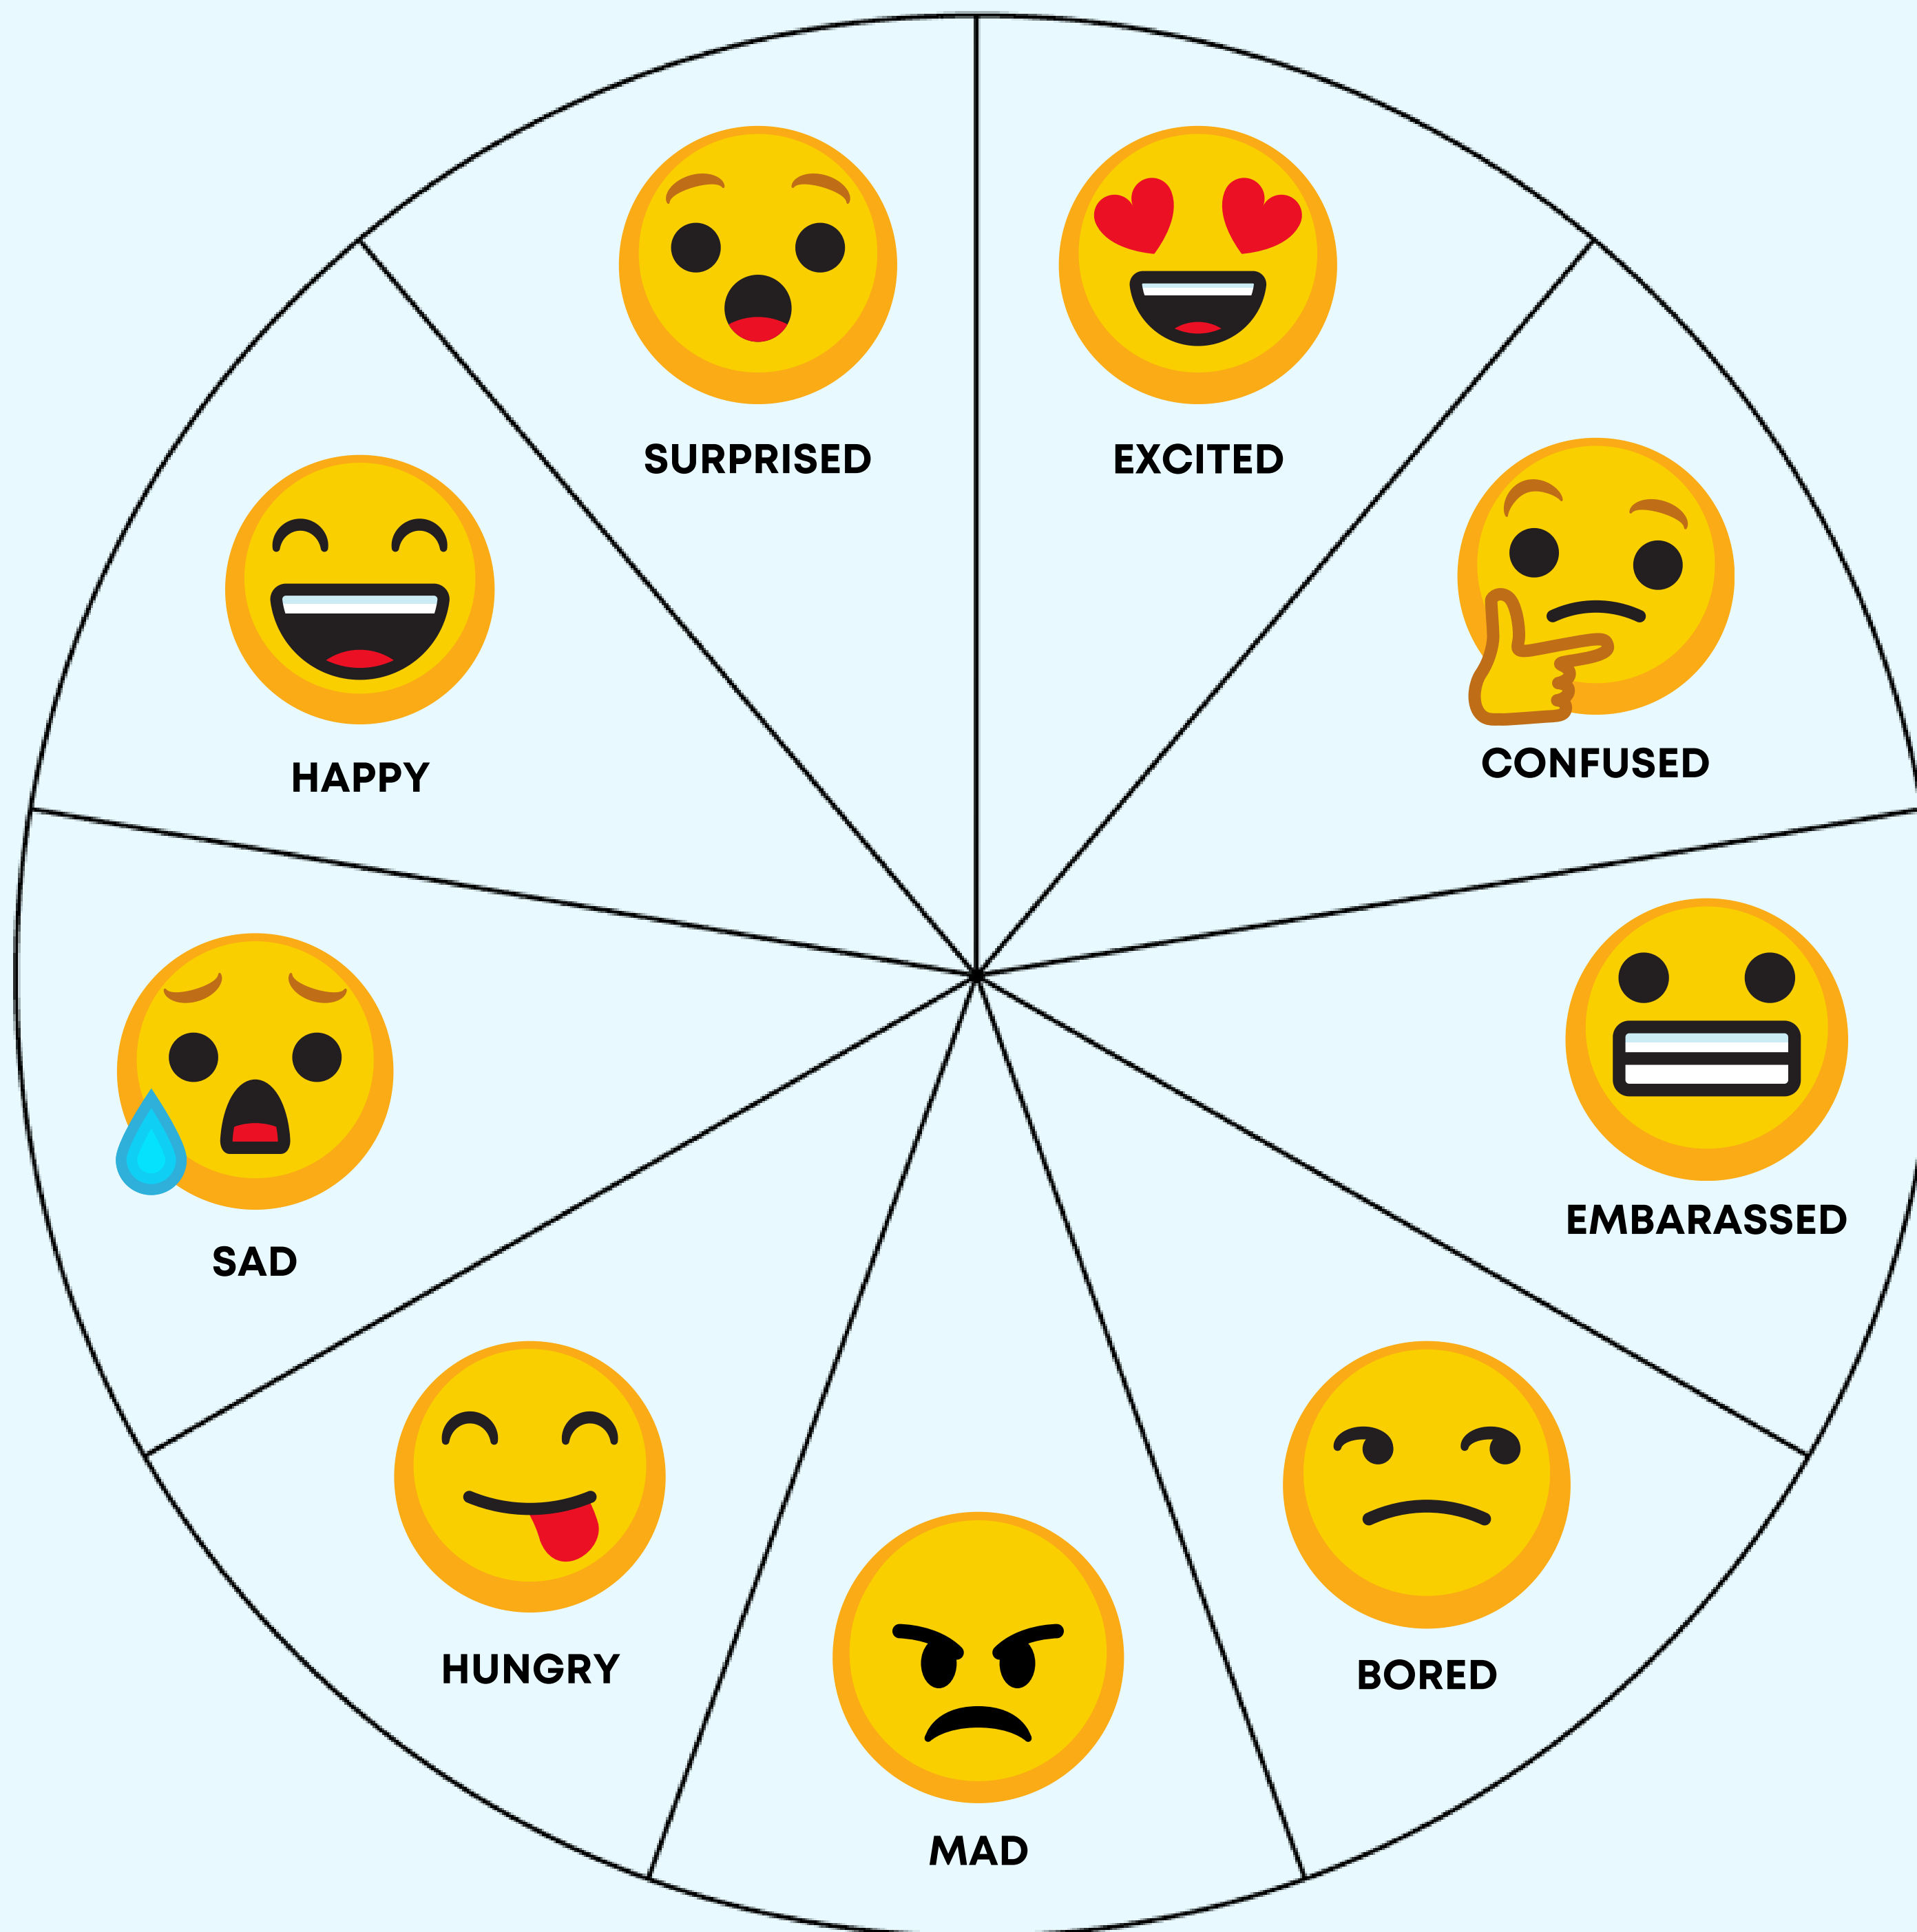 SURPRISED
EXCITED
HAPPY
CONFUSED
SAD
EMBARASSED
HUNGRY
BORED
MAD